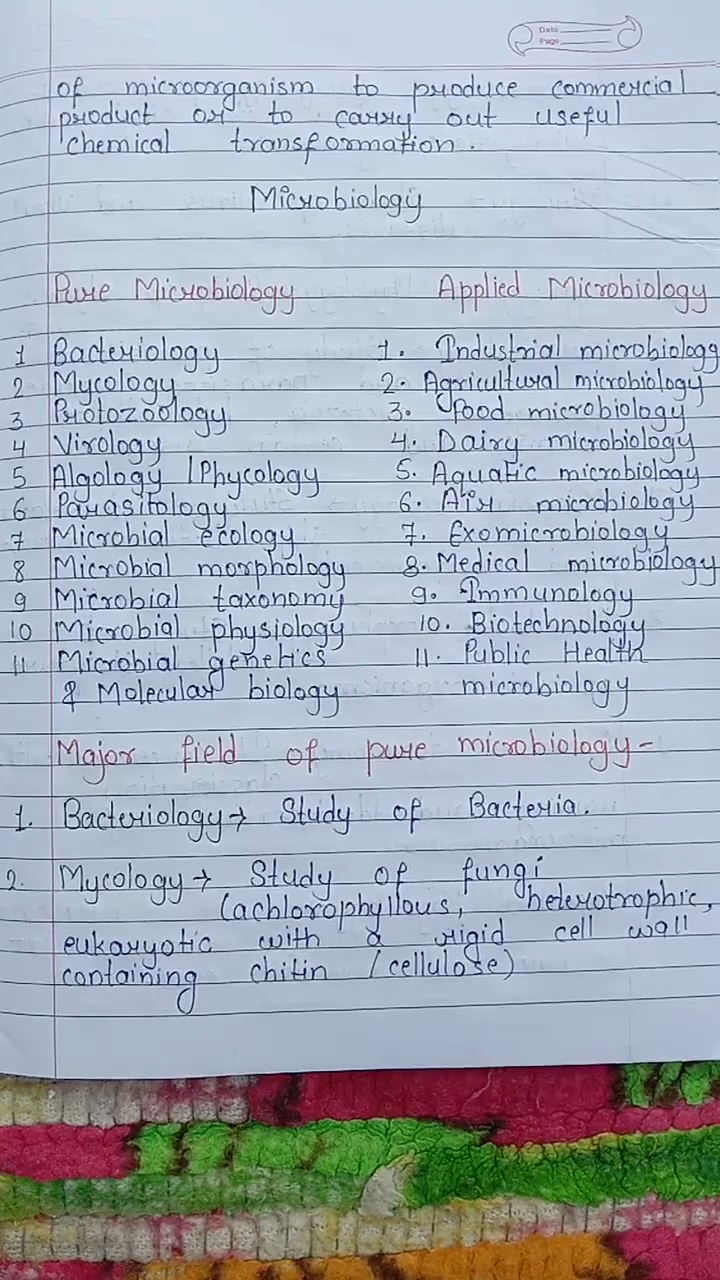 Date
Page
of microorganism to produce commercial
product or to carry out useful
chemical transformation.
Microbiology
Pure Microbiology Applied Microbiology
1 Bacteriology 1. Industrial microbiology
2 Mycology 2. Agricultural microbiology
3 Protozoology 3. food microbiology
4 Virology 4. Dairy microbiology
5 Algology / Phycology 5. Aquatic microbiology
6 Parasitology 6. Air microbiology
7 Microbial ecology 7. Exomicrobiology
8 Microbial morphology 8. Medical microbiology
9 Microbial taxonomy 9. Immunology
10 Microbial physiology 10. Biotechnology
11 Microbial genetics 11. Public Health
& Molecular biology microbiology
Major field of pure microbiology-
1. Bacteriology → Study of Bacteria.
2. Mycology → Study of fungi
(achlorophyllous, heterotrophic,
eukaryotic with a rigid cell wall
containing chitin / cellulose)